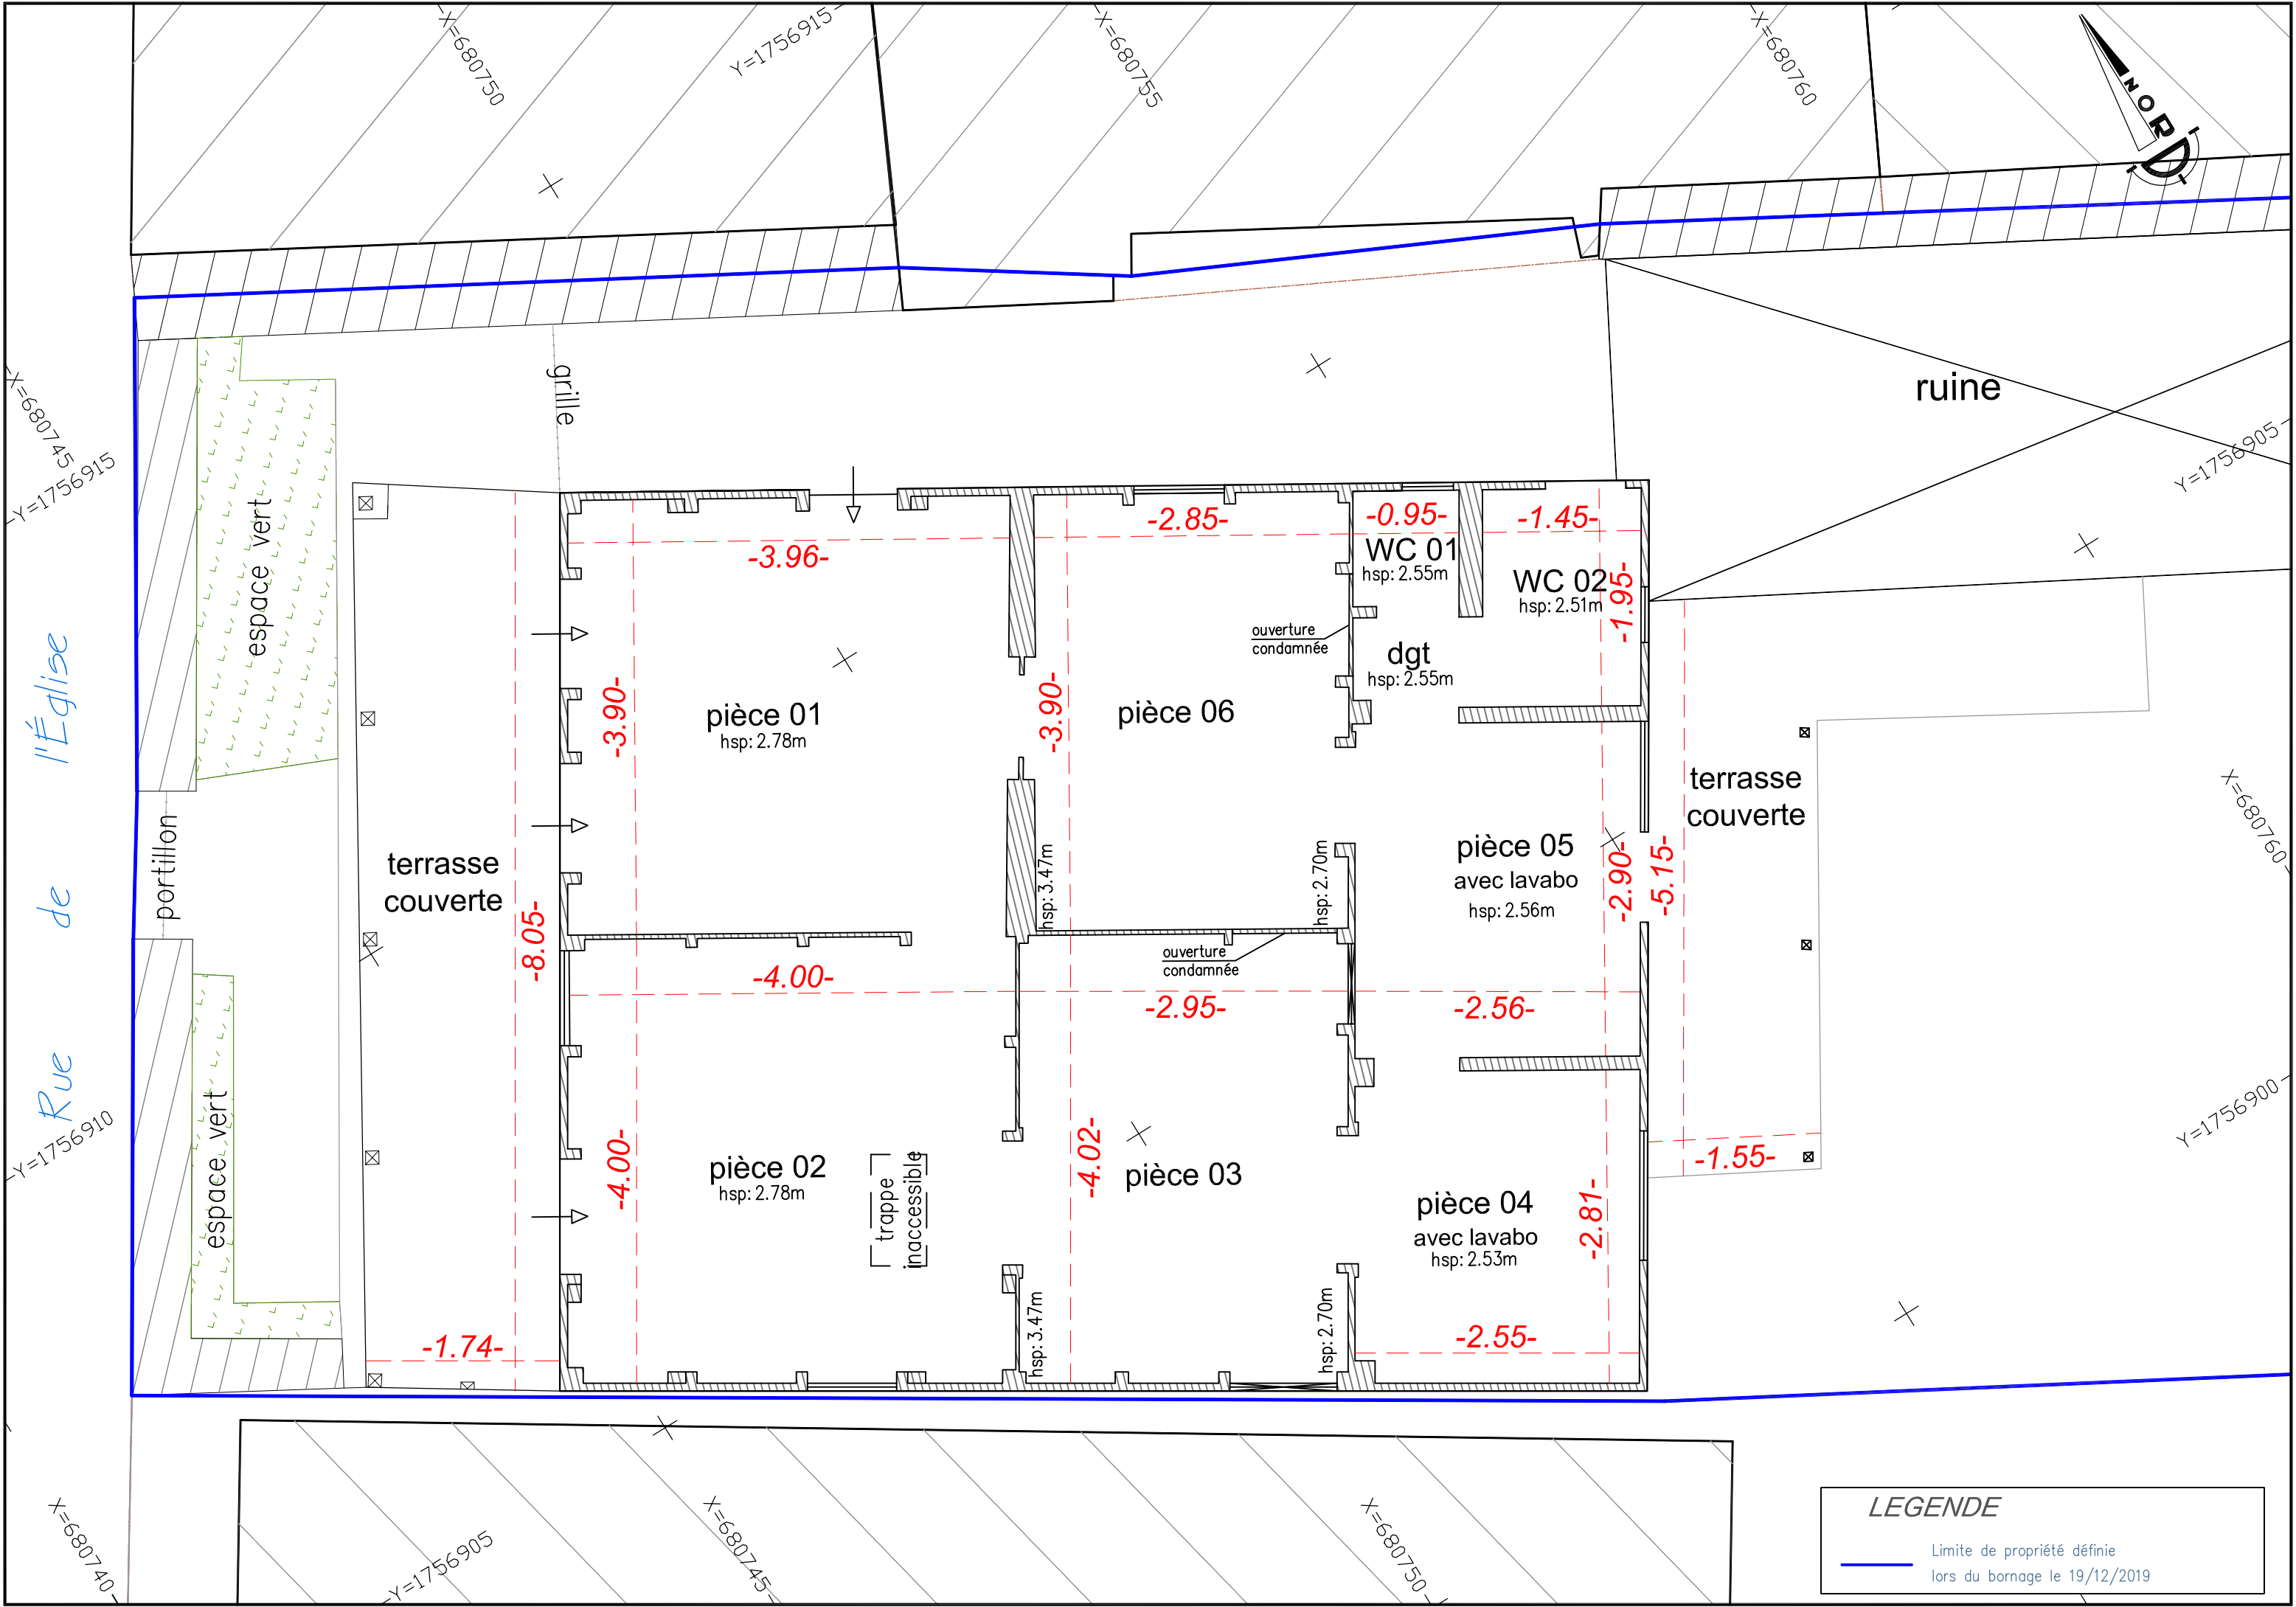 X=680750
Y=1756915
X=680755
X=680760
NORD
X=680745
Y=1756915
grille
ruine
Y=1756905
espace vert
-3.96-
-2.85-
-0.95-
-1.45-
WC 01
hsp: 2.55m
WC 02
hsp: 2.51m
-1.95-
ouverture
condamnée
dgt
hsp: 2.55m
Rue de l'Église
-3.90-
pièce 01
hsp: 2.78m
-3.90-
pièce 06
terrasse
couverte
X=680760
portillon
terrasse
couverte
-8.05-
hsp: 3.47m
hsp: 2.70m
pièce 05
avec lavabo
hsp: 2.56m
-2.90-
-5.15-
ouverture
condamnée
-4.00-
-2.95-
-2.56-
Y=1756910
espace vert
-4.00-
pièce 02
hsp: 2.78m
trappe
inaccessible
-4.02-
pièce 03
pièce 04
avec lavabo
hsp: 2.53m
-2.81-
-1.55-
Y=1756900
-1.74-
hsp: 3.47m
hsp: 2.70m
-2.55-
X=680740
Y=1756905
X=680745
X=680750
LEGENDE
Limite de propriété définie
lors du bornage le 19/12/2019